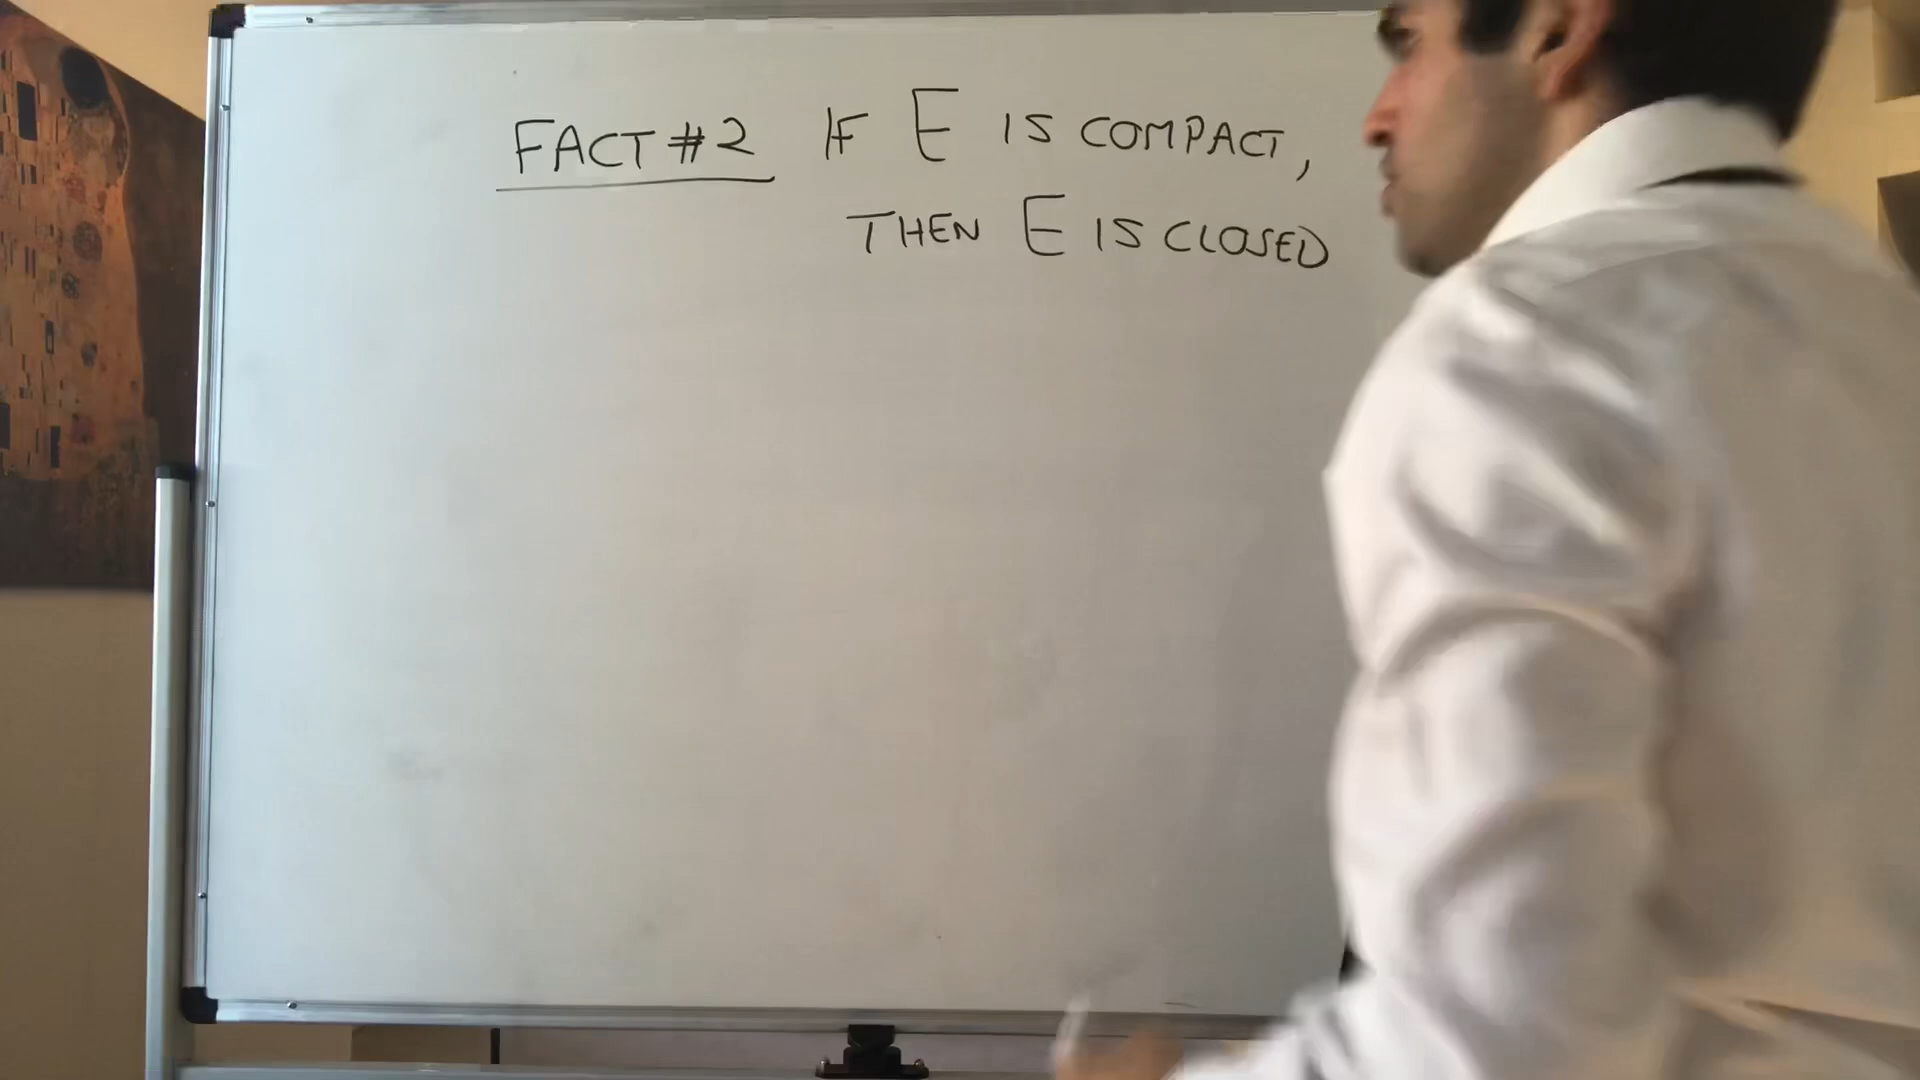 FACT #2 IF E IS COMPACT,
THEN E IS CLOSED